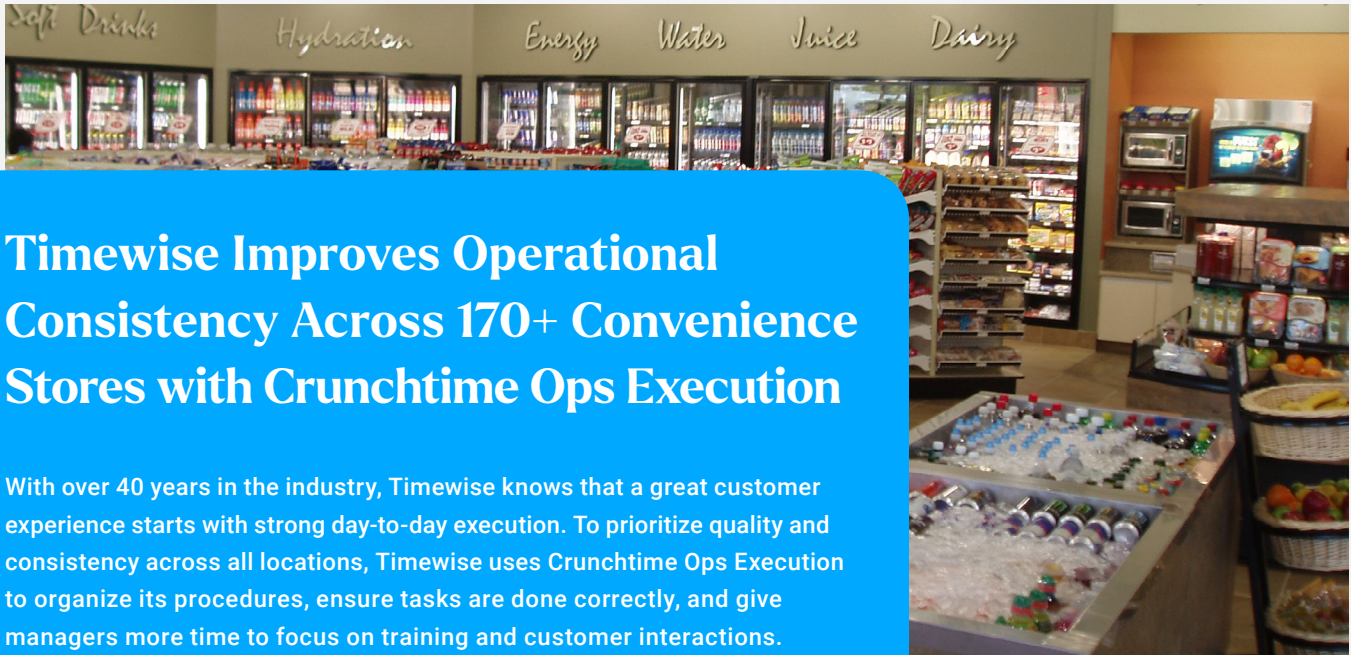 Soft Drinks
Hydration
Energy
Water
Juice
Dairy
Timewise Improves Operational
Consistency Across 170+ Convenience
Stores with Crunchtime Ops Execution
With over 40 years in the industry, Timewise knows that a great customer
experience starts with strong day-to-day execution. To prioritize quality and
consistency across all locations, Timewise uses Crunchtime Ops Execution
to organize its procedures, ensure tasks are done correctly, and give
managers more time to focus on training and customer interactions.